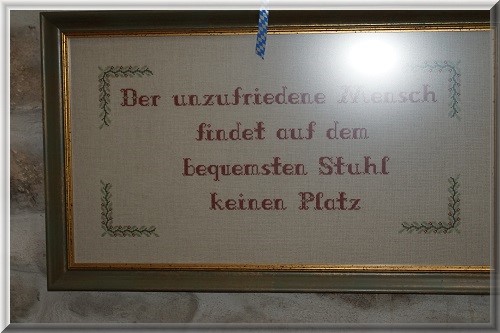 Der unzufriedene Mensch
findet auf dem
bequemsten Stuhl
keinen Platz